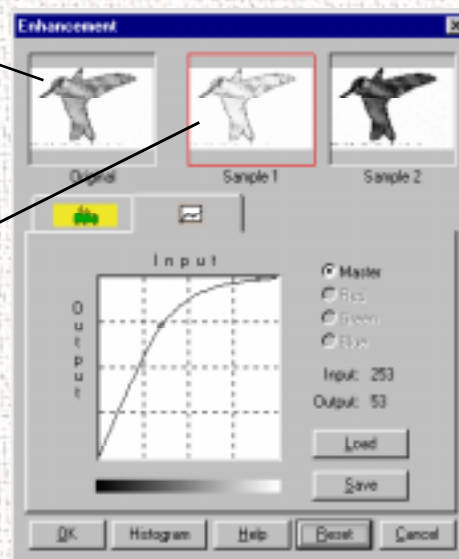 Enhancement
Original Sample 1 Sample 2
Input
Output
Master
Red
Green
Blue
Input: 253
Output: 53
Load
Save
OK Histogram Help Reset Cancel